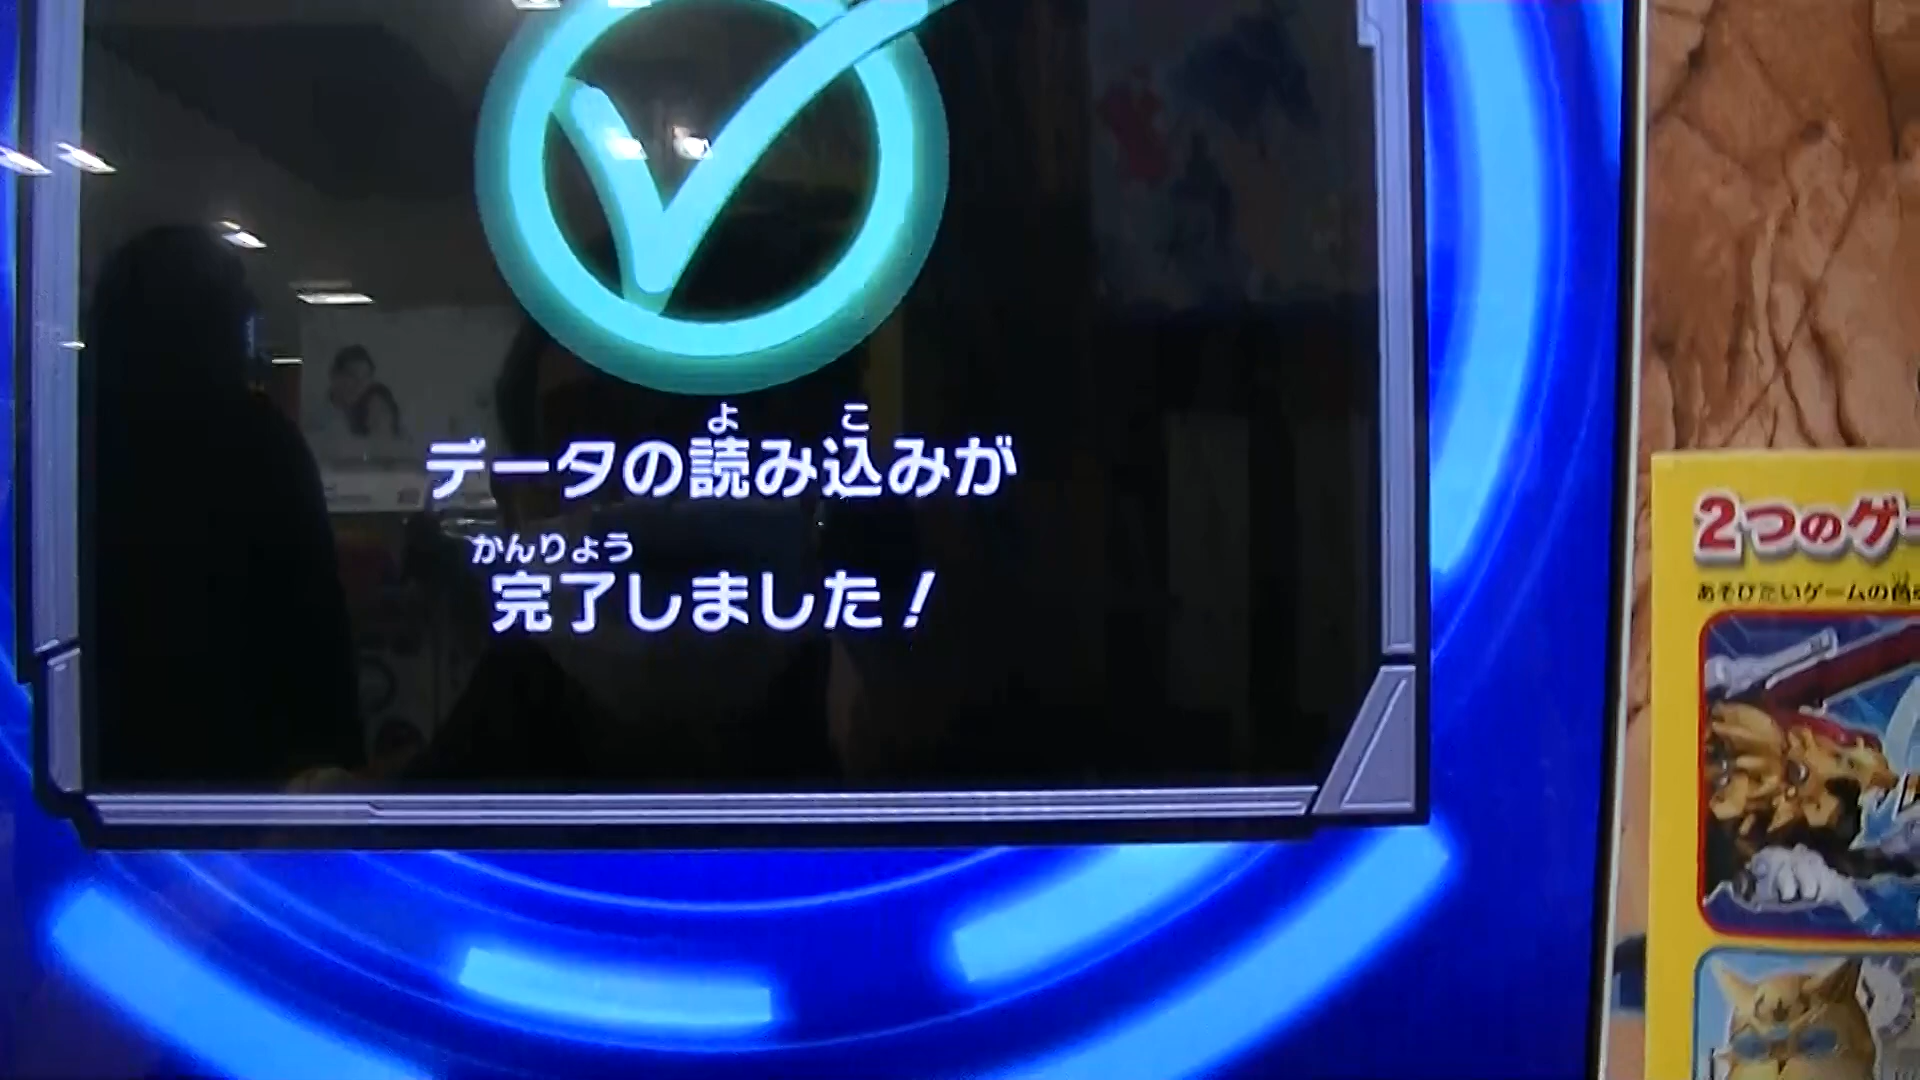 データの読み込みが
よ こ
完了しました!
かんりょう
2つのゲー
あそびたいゲームの